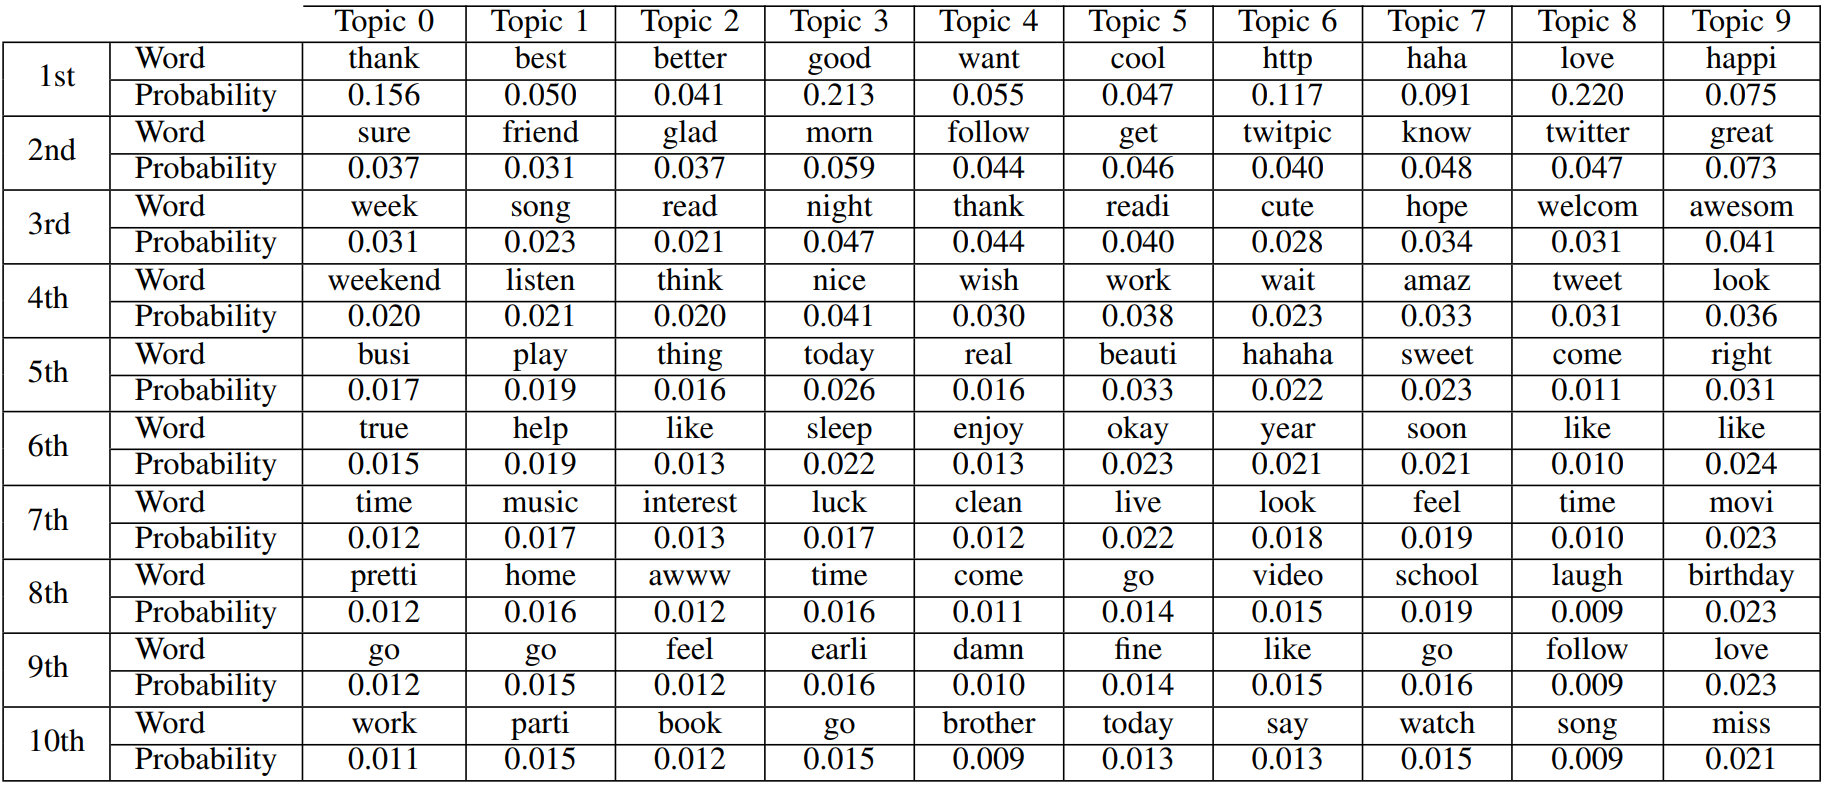 Topic 0 Topic 1 Topic 2 Topic 3 Topic 4 Topic 5 Topic 6 Topic 7 Topic 8 Topic 9
1st Word thank best better good want cool http haha love happi
Probability 0.156 0.050 0.041 0.213 0.055 0.047 0.117 0.091 0.220 0.075
2nd Word sure friend glad morn follow get twitpic know twitter great
Probability 0.037 0.031 0.037 0.059 0.044 0.046 0.040 0.048 0.047 0.073
3rd Word week song read night thank readi cute hope welcom awesom
Probability 0.031 0.023 0.021 0.047 0.044 0.040 0.028 0.034 0.031 0.041
4th Word weekend listen think nice wish work wait amaz tweet look
Probability 0.020 0.021 0.020 0.041 0.030 0.038 0.023 0.033 0.031 0.036
5th Word busi play thing today real beauti hahaha sweet come right
Probability 0.017 0.019 0.016 0.026 0.016 0.033 0.022 0.023 0.011 0.031
6th Word true help like sleep enjoy okay year soon like like
Probability 0.015 0.019 0.013 0.022 0.013 0.023 0.021 0.021 0.010 0.024
7th Word time music interest luck clean live look feel time movi
Probability 0.012 0.017 0.013 0.017 0.012 0.022 0.018 0.019 0.010 0.023
8th Word pretti home awww time come go video school laugh birthday
Probability 0.012 0.016 0.012 0.016 0.011 0.014 0.015 0.019 0.009 0.023
9th Word go go feel earli damn fine like go follow love
Probability 0.012 0.015 0.012 0.016 0.010 0.014 0.015 0.016 0.009 0.023
10th Word work parti book go brother today say watch song miss
Probability 0.011 0.015 0.012 0.015 0.009 0.013 0.013 0.015 0.009 0.021